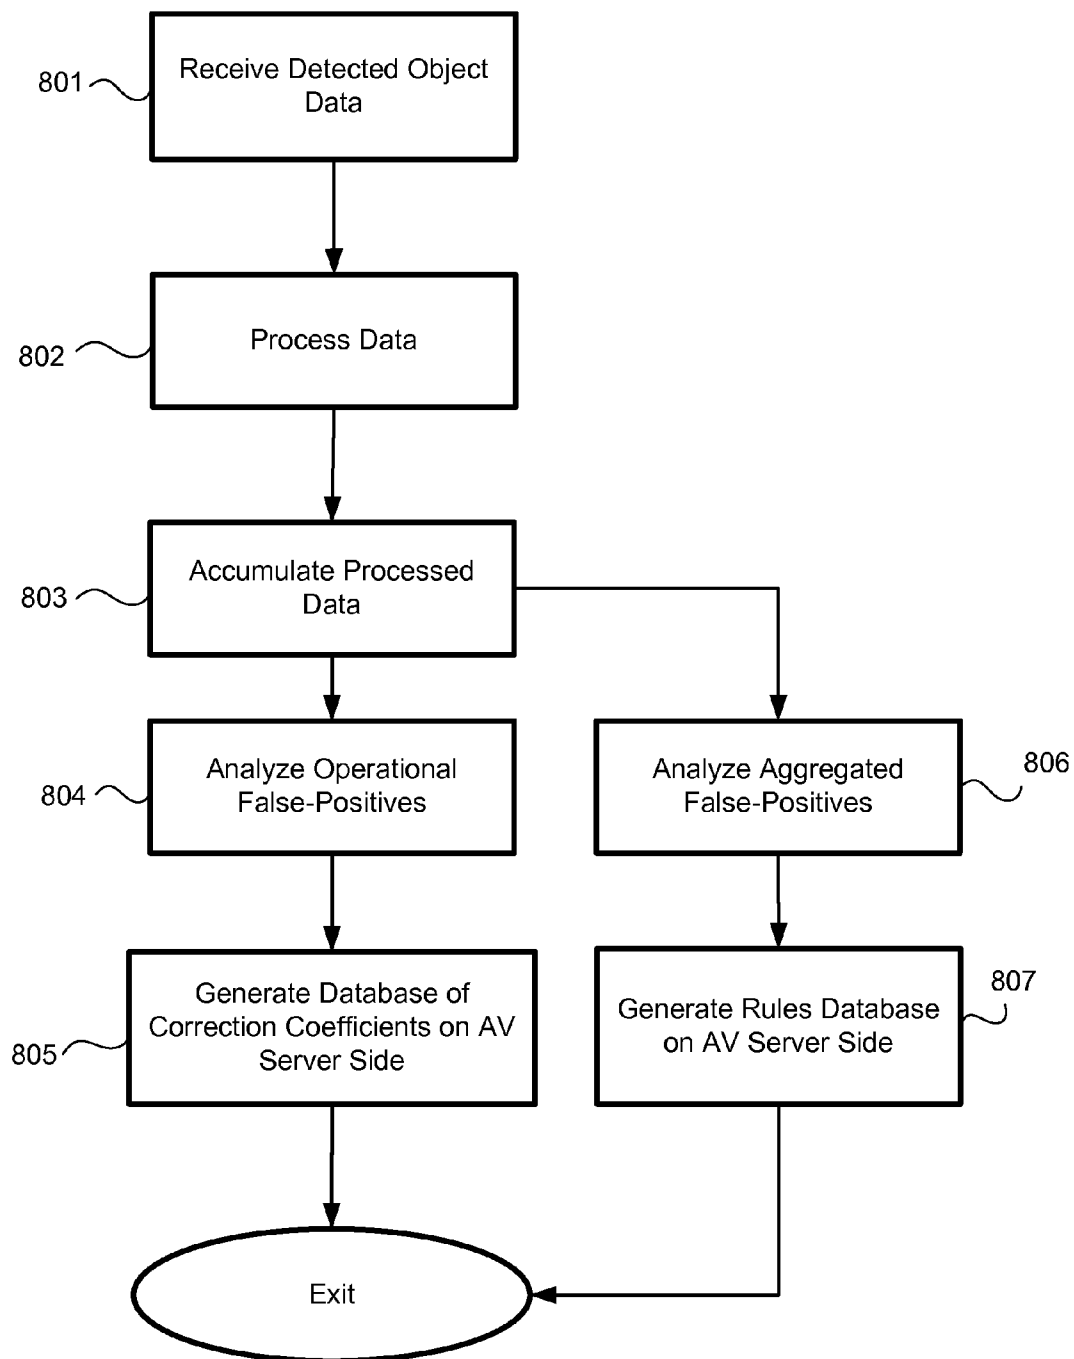 801
Receive Detected Object
Data
802
Process Data
803
Accumulate Processed
Data
804
Analyze Operational
False-Positives
Analyze Aggregated
False-Positives
806
805
Generate Database of
Correction Coefficients on AV
Server Side
Generate Rules Database
on AV Server Side
807
Exit